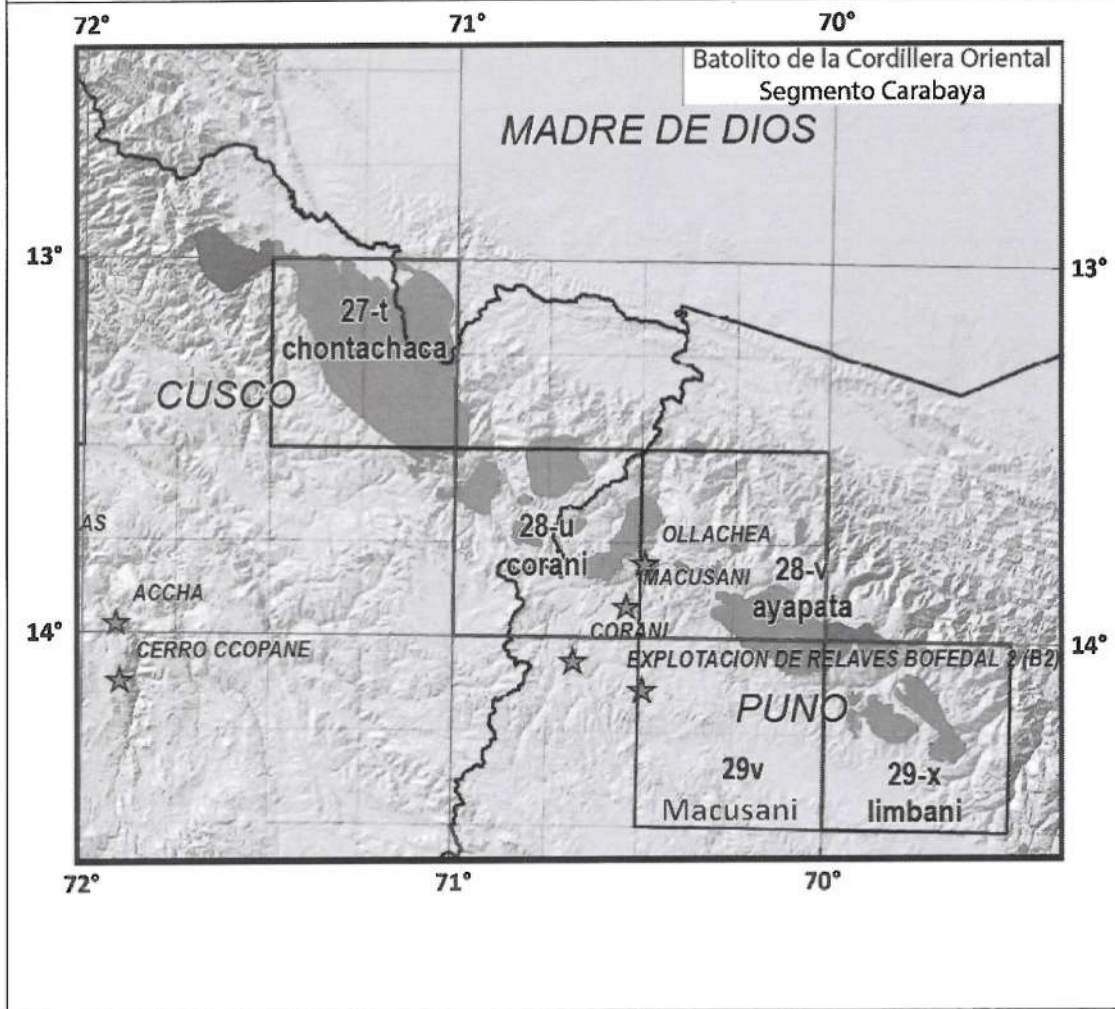 72°
71°
70°
Batolito de la Cordillera Oriental
Segmento Carabaya
MADRE DE DIOS
13°
13°
27-t
chontachaca
CUSCO
AS
28-u
corani
OLLACHEA
MACUSANI
28-v
ayapata
ACCHA
CORANI
14°
14°
CERRO CCOPANE
EXPLOTACION DE RELAVES BOFEDAL 2 (B2)
PUNO
29v
Macusani
29-x
limbani
72°
71°
70°